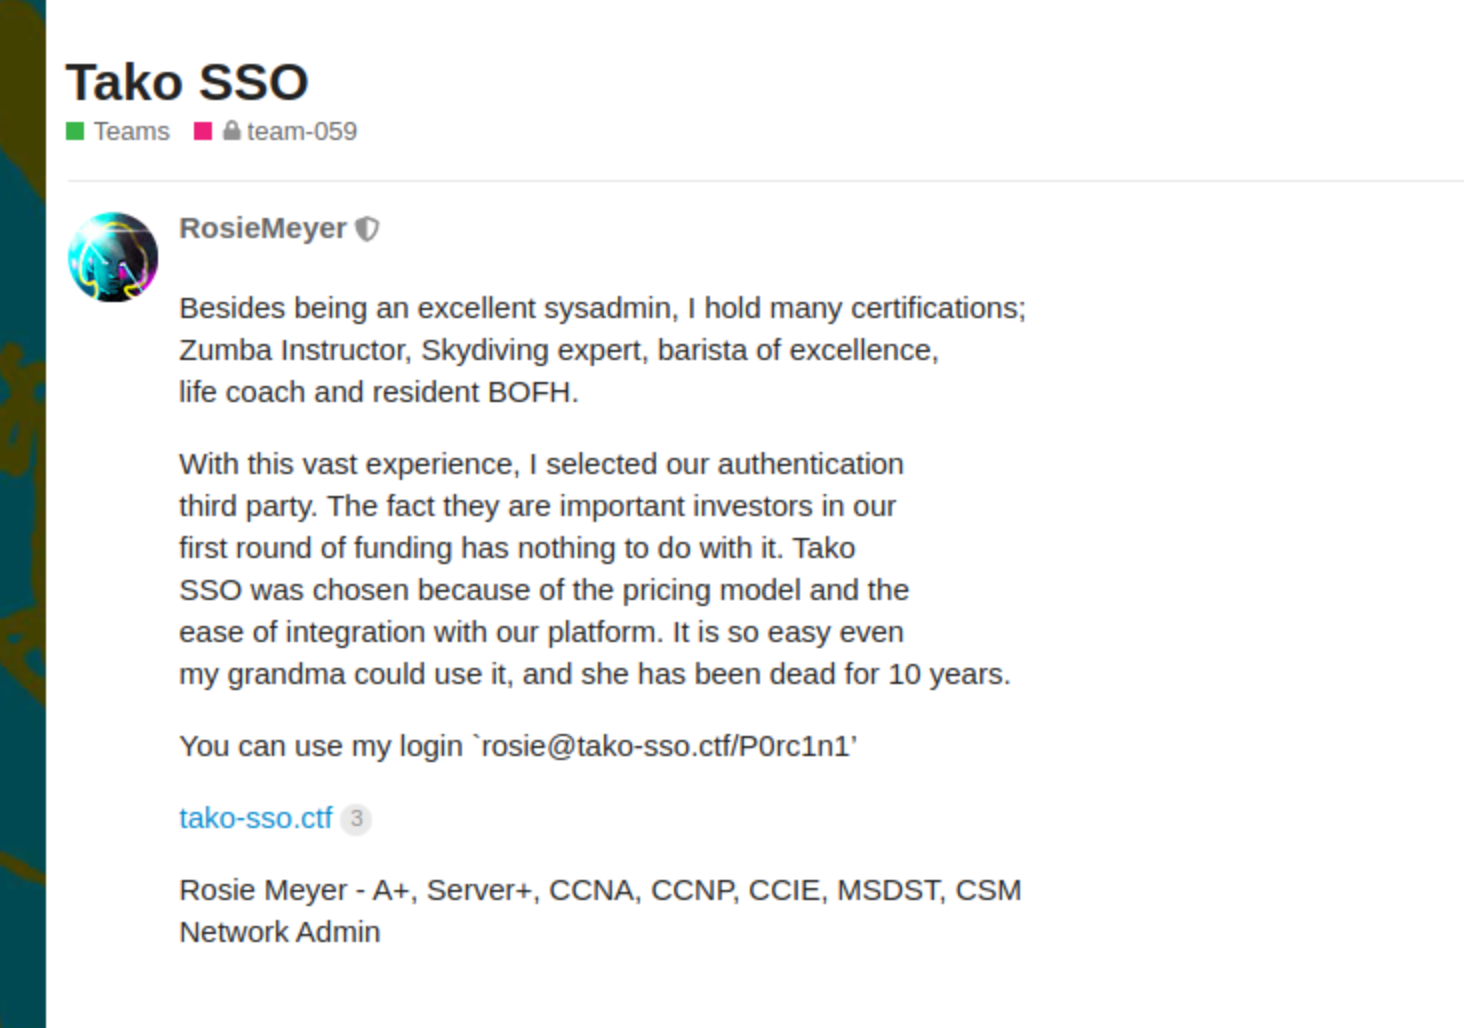 Tako SSO
Teams team-059
RosieMeyer
Besides being an excellent sysadmin, I hold many certifications;
Zumba Instructor, Skydiving expert, barista of excellence,
life coach and resident BOFH.
With this vast experience, I selected our authentication
third party. The fact they are important investors in our
first round of funding has nothing to do with it. Tako
SSO was chosen because of the pricing model and the
ease of integration with our platform. It is so easy even
my grandma could use it, and she has been dead for 10 years.
You can use my login `rosie@tako-sso.ctf/P0rc1n1’
tako-sso.ctf 3
Rosie Meyer - A+, Server+, CCNA, CCNP, CCIE, MSDST, CSM
Network Admin